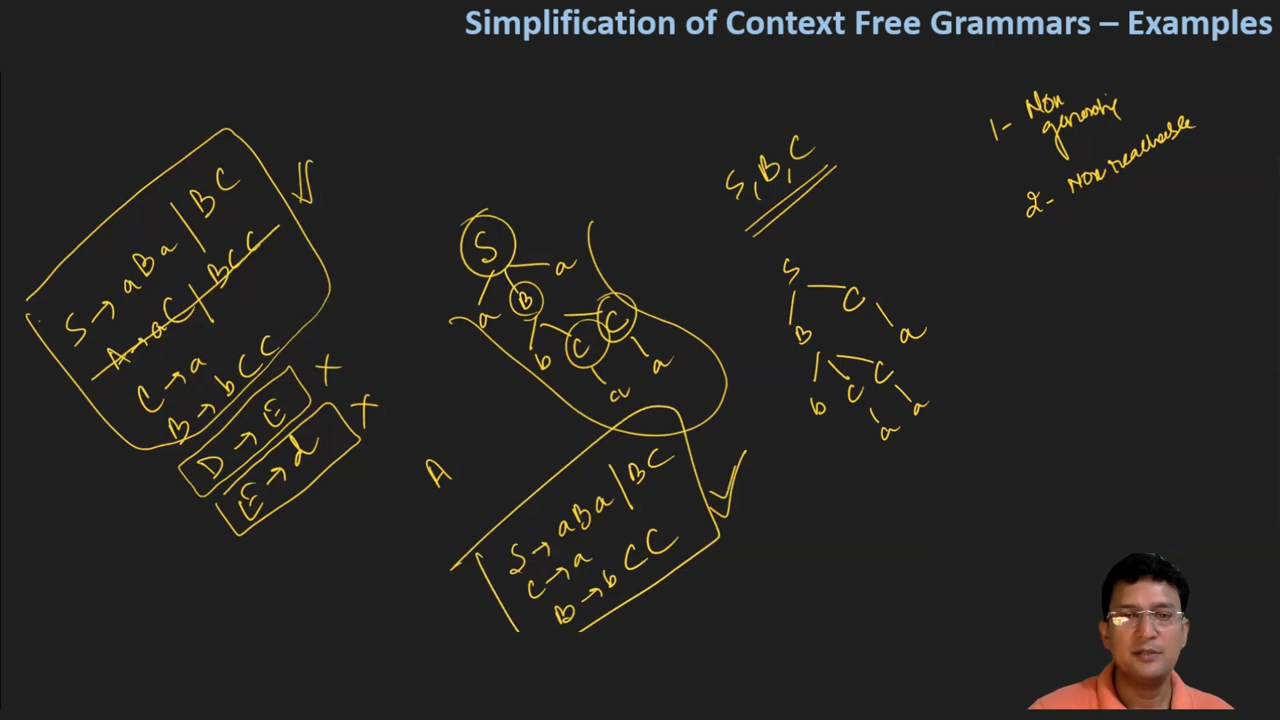 Simplification of Context Free Grammars – Examples
1- Non
generatie
2- Non reachable
S, B, C
S → aBa | BC
A → aC | BCC
C → a
B → bCC
D → E
E → d
S
a
B
a
b
C
C
a
a
S
C
B
a
b
C
C
a
a
A
S → aBa | BC
C → a
B → bCC